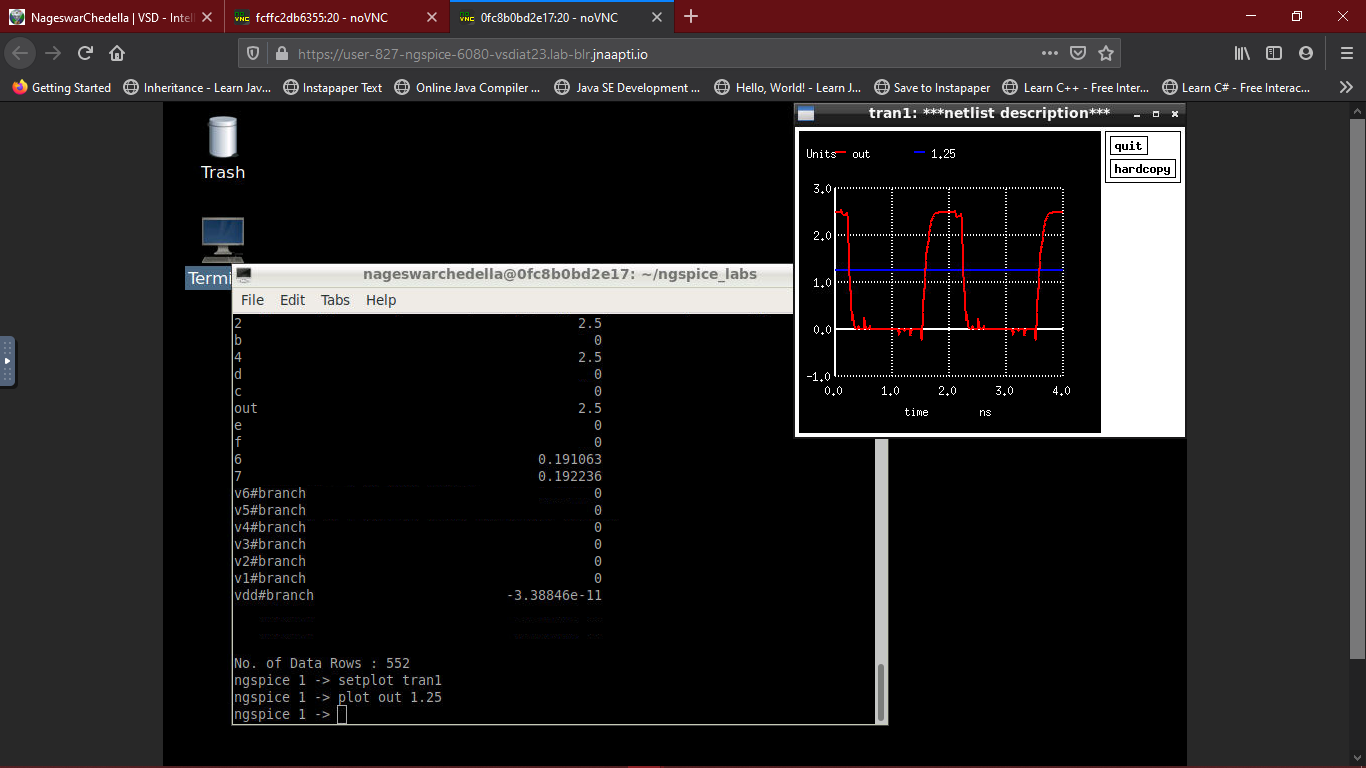 NageswarChedella | VSD - Intell
fcffc2db6355:20 - noVNC
0fc8b0bd2e17:20 - noVNC
https://user-827-ngspice-6080-vsdiat23.lab-blr.jnaapti.io
Getting Started
Inheritance - Learn Jav...
Instapaper Text
Online Java Compiler ...
Java SE Development ...
Hello, World! - Learn J...
Save to Instapaper
Learn C++ - Free Inter...
Learn C# - Free Interac...
Trash
Termi
tran1: ***netlist description***
quit
hardcopy
Units out 1.25
3.0
2.0
1.0
0.0
-1.0
0.0 1.0 2.0 3.0 4.0
time ns
nageswarchedella@0fc8b0bd2e17: ~/ngspice_labs
File Edit Tabs Help
2 2.5
b 0
4 2.5
d 0
c 0
out 2.5
e 0
f 0
6 0.191063
7 0.192236
v6#branch 0
v5#branch 0
v4#branch 0
v3#branch 0
v2#branch 0
v1#branch 0
vdd#branch -3.38846e-11
No. of Data Rows : 552
ngspice 1 -> setplot tran1
ngspice 1 -> plot out 1.25
ngspice 1 ->